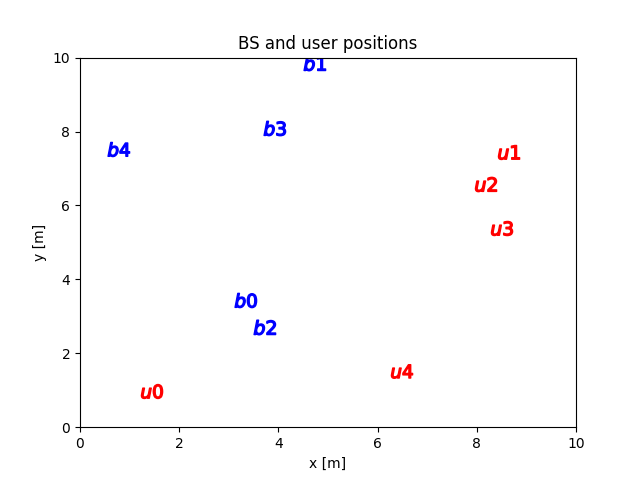 BS and user positions
10
b1
b3
8
b4
u1
u2
6
u3
y [m]
4
b0
b2
2
u4
u0
0
0 2 4 6 8 10
x [m]